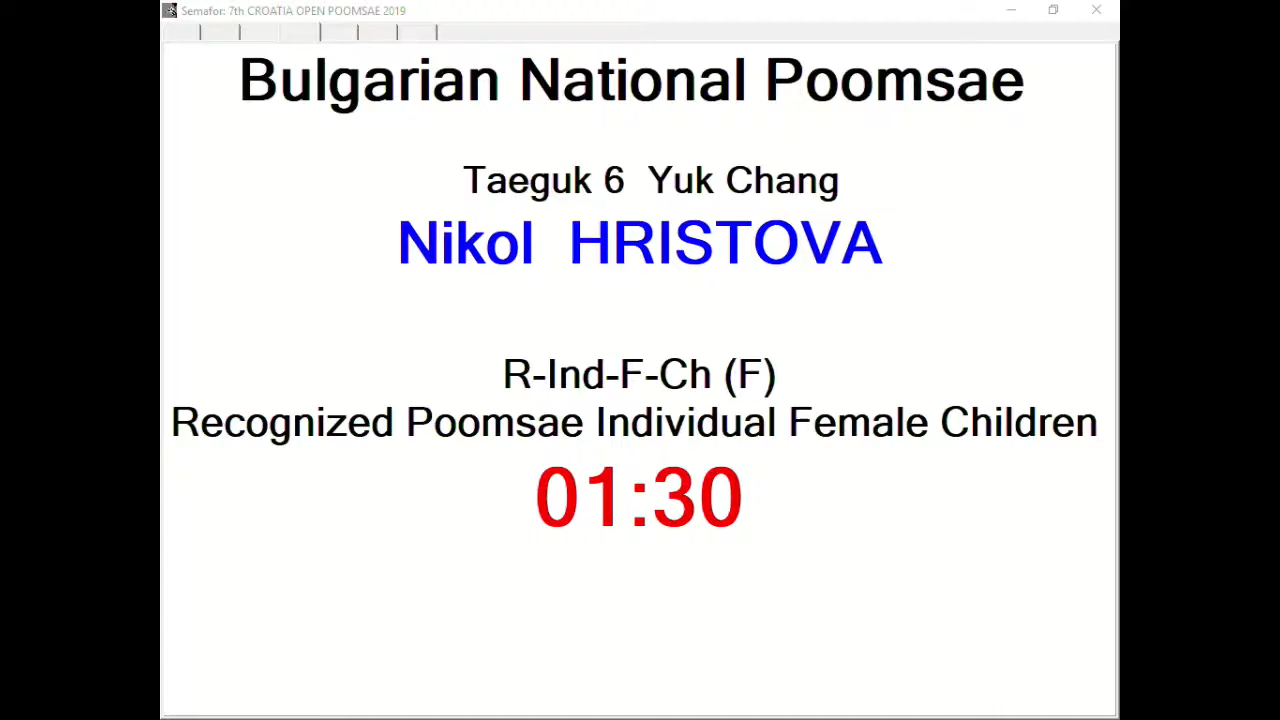 Semafor: 7th CROATIA OPEN POOMSAE 2019
Bulgarian National Poomsae
Taeguk 6 Yuk Chang
Nikol HRISTOVA
R-Ind-F-Ch (F)
Recognized Poomsae Individual Female Children
01:30